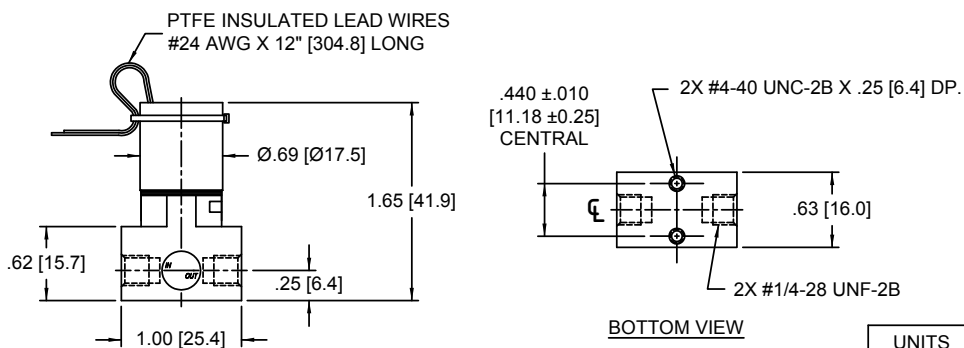 PTFE INSULATED LEAD WIRES
#24 AWG X 12" [304.8] LONG
Ø.69 [Ø17.5]
1.65 [41.9]
.62 [15.7]
IN
OUT
.25 [6.4]
1.00 [25.4]
.440 ±.010
[11.18 ±0.25]
CENTRAL
2X #4-40 UNC-2B X .25 [6.4] DP.
CL
.63 [16.0]
2X #1/4-28 UNF-2B
BOTTOM VIEW
UNITS